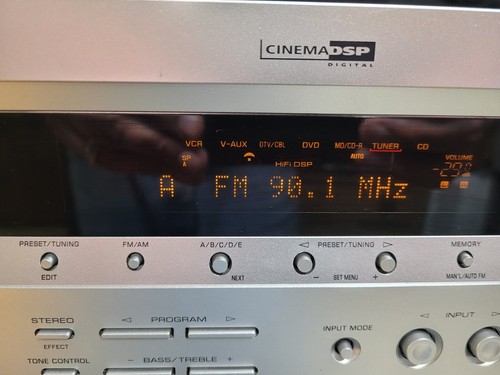 CINEMA DSP
DIGITAL
VCR V-AUX DTV/CBL DVD MD/CD-R TUNER CD
SP
A
AUTO
HiFi DSP
VOLUME
A FM 90.1 MHz
PRESET/TUNING FM/AM A/B/C/D/E ◁ PRESET/TUNING ▷ MEMORY
EDIT NEXT − SET MENU + MAN'L/AUTO FM
STEREO ◁ PROGRAM ▷ INPUT MODE ◁ INPUT ▷
EFFECT
TONE CONTROL − BASS/TREBLE +